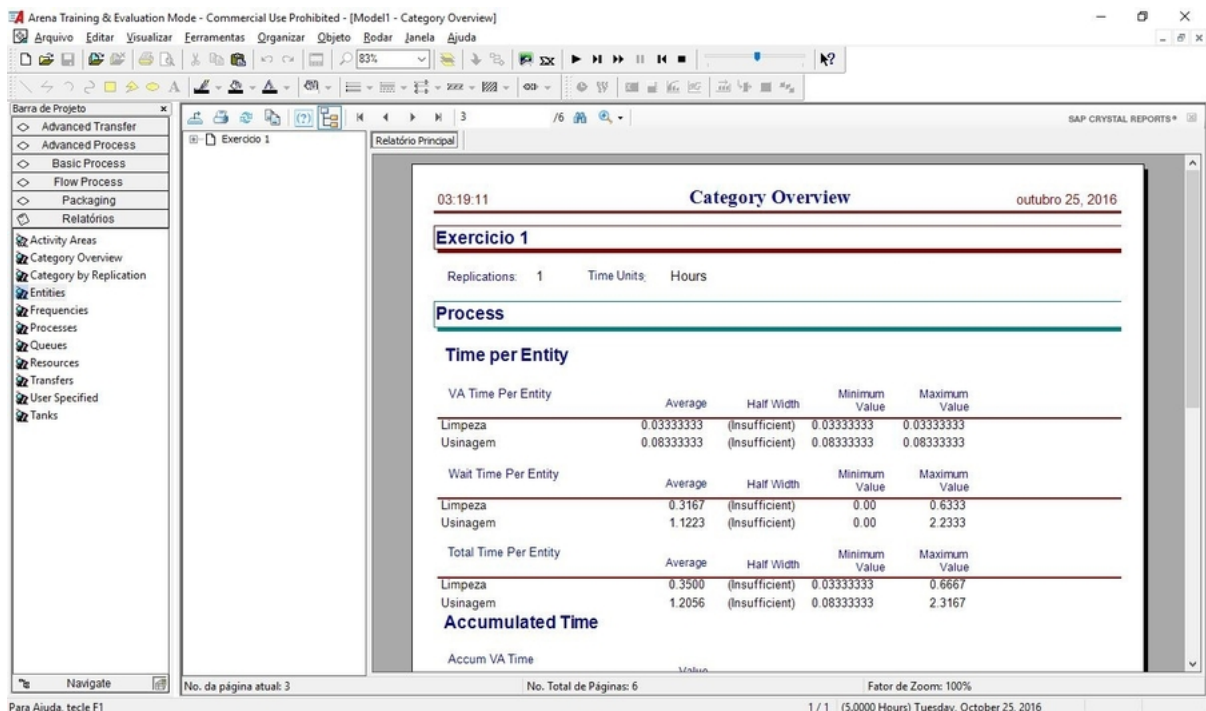 Arena Training & Evaluation Mode - Commercial Use Prohibited - [Model1 - Category Overview]
Arquivo Editar Visualizar Ferramentas Organizar Objeto Rodar Janela Ajuda
83%
Barra de Projeto
Advanced Transfer
Advanced Process
Basic Process
Flow Process
Packaging
Relatórios
Activity Areas
Category Overview
Category by Replication
Entities
Frequencies
Processes
Queues
Resources
Transfers
User Specified
Tanks
Navigate
3 /6
SAP CRYSTAL REPORTS®
Exercicio 1
Relatório Principal
03:19:11 Category Overview outubro 25, 2016
Exercicio 1
Replications: 1 Time Units: Hours
Process
Time per Entity
VA Time Per Entity Average Half Width Minimum Value Maximum Value
Limpeza 0.03333333 (Insufficient) 0.03333333 0.03333333
Usinagem 0.08333333 (Insufficient) 0.08333333 0.08333333
Wait Time Per Entity Average Half Width Minimum Value Maximum Value
Limpeza 0.3167 (Insufficient) 0.00 0.6333
Usinagem 1.1223 (Insufficient) 0.00 2.2333
Total Time Per Entity Average Half Width Minimum Value Maximum Value
Limpeza 0.3500 (Insufficient) 0.03333333 0.6667
Usinagem 1.2056 (Insufficient) 0.08333333 2.3167
Accumulated Time
Accum VA Time Value
No. da página atual: 3 No. Total de Páginas: 6 Fator de Zoom: 100%
Para Ajuda, tecle F1 1 / 1 (5,0000 Hours) Tuesday, October 25, 2016